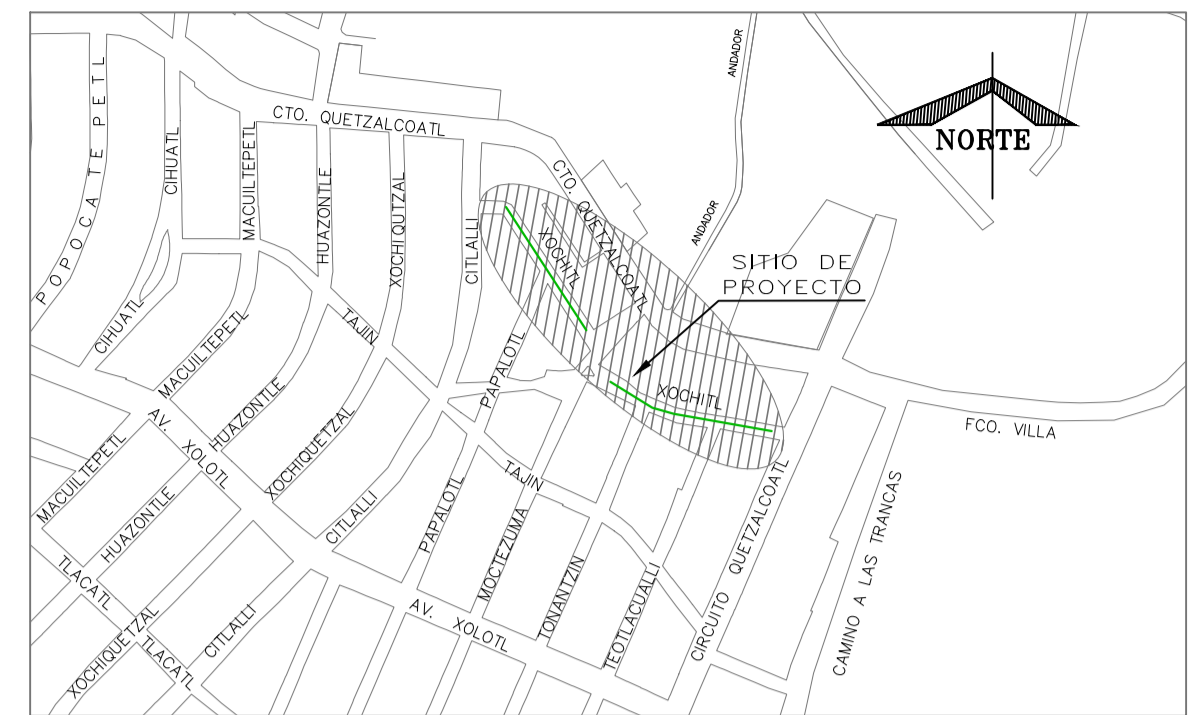 ANDADOR
NORTE
POPOCATEPETL
CIHUATL
MACUILTEPETL
CTO. QUETZALCOATL
HUAZONTLE
XOCHIQUTZAL
CITLALLI
CTO. QUETZALCOATL
XOCHITL
ANDADOR
SITIO DE
PROYECTO
CIHUATL
MACUILTEPETL
TAJIN
PAPALOTL
XOCHITL
FCO. VILLA
HUAZONTLE
XOCHIQUETZAL
AV. XOLOTL
MACUILTEPETL
HUAZONTLE
CITLALLI
PAPALOTL
TAJIN
MOCTEZUMA
TONANTZIN
TEOTLACUALLI
CIRCUITO QUETZALCOATL
CAMINO A LAS TRANCAS
TLACATL
XOCHIQUETZAL
TLACATL
CITLALLI
AV. XOLOTL